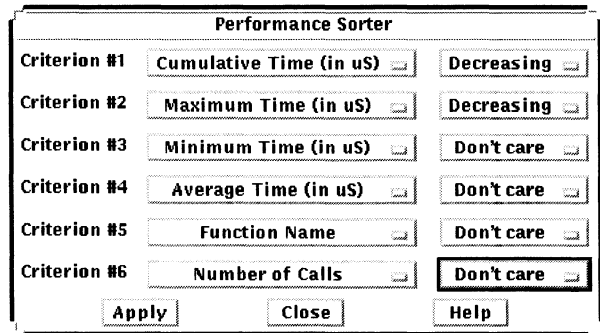 Performance Sorter
Criterion #1 Cumulative Time (in uS) Decreasing
Criterion #2 Maximum Time (in uS) Decreasing
Criterion #3 Minimum Time (in uS) Don't care
Criterion #4 Average Time (in uS) Don't care
Criterion #5 Function Name Don't care
Criterion #6 Number of Calls Don't care
Apply Close Help